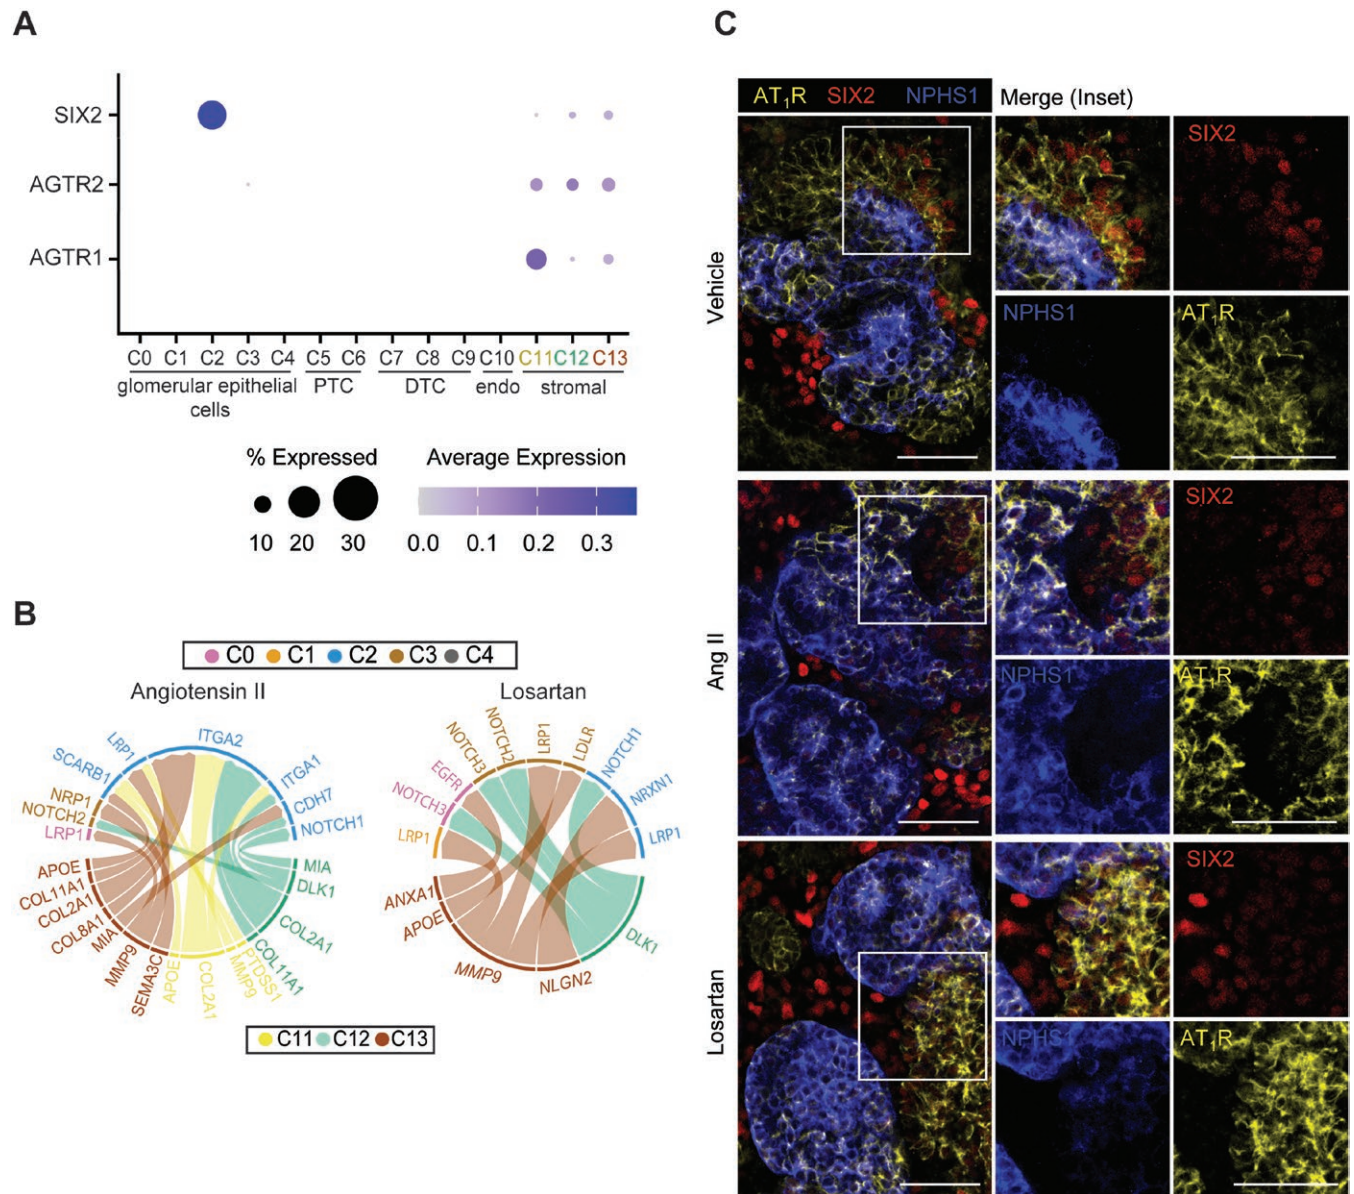 A
SIX2
AGTR2
AGTR1
C0 C1 C2 C3 C4 C5 C6 C7 C8 C9 C10 C11 C12 C13
glomerular epithelial cells PTC DTC endo stromal
% Expressed
10 20 30
Average Expression
0.0 0.1 0.2 0.3
B
C0 C1 C2 C3 C4
Angiotensin II
ITGA2
LRP1
SCARB1
NRP1
NOTCH2
LRP1
ITGA1
CDH7
NOTCH1
APOE
COL11A1
COL2A1
COL8A1
MIA
MMP9
SEMA3C
APOE
COL2A1
MMP9
PTDSS1
COL11A1
COL2A1
DLK1
MIA
Losartan
LRP1
NOTCH3
EGFR
NOTCH3
NOTCH2
LRP1
LDLR
NOTCH1
NRXN1
LRP1
ANXA1
APOE
MMP9
NLGN2
DLK1
C11 C12 C13
C
AT₁R SIX2 NPHS1 Merge (Inset)
Vehicle
SIX2
NPHS1
AT₁R
Ang II
SIX2
NPHS1
AT₁R
Losartan
SIX2
NPHS1
AT₁R